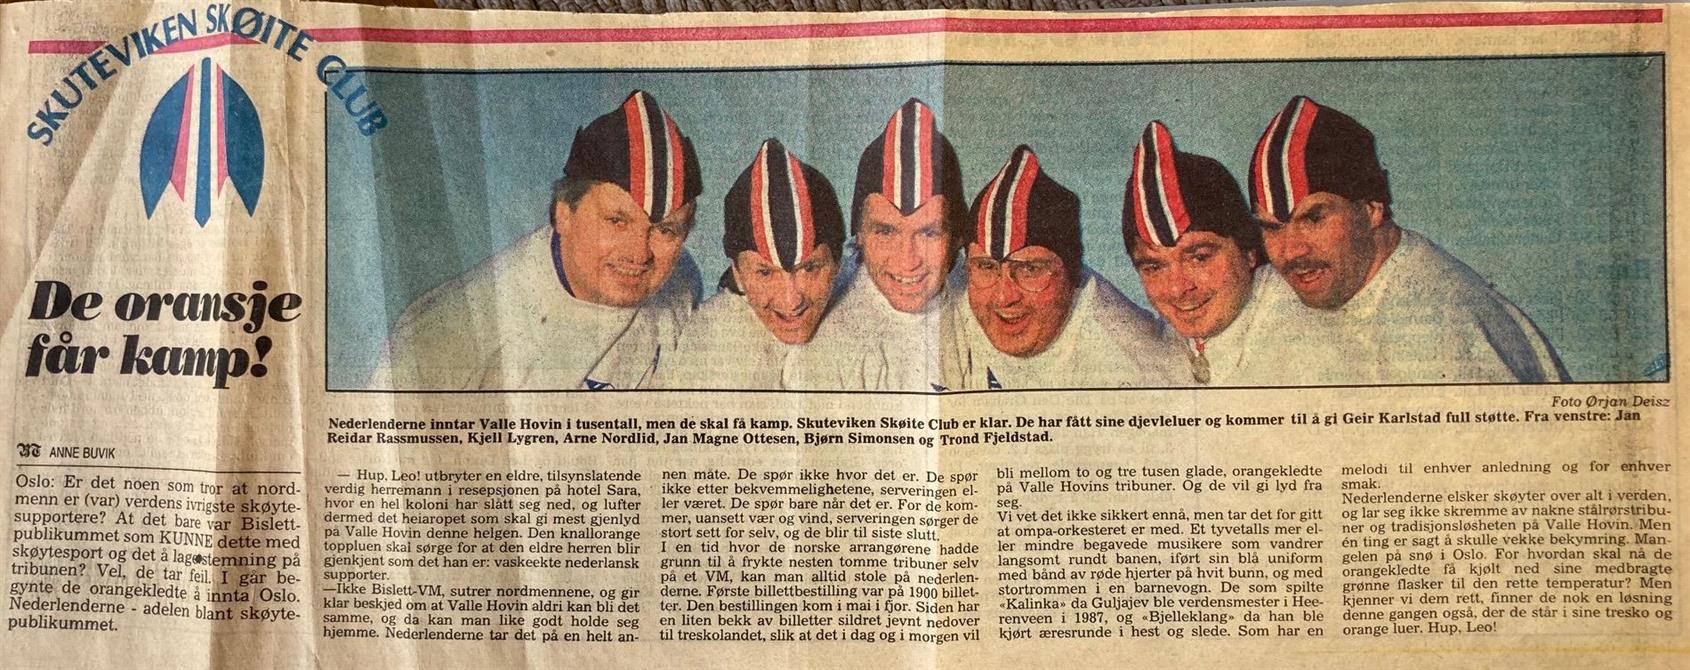 SKUTEVIKEN SKØITE CLUB
De oransje
får kamp!
Foto Ørjan Deisz
Nederlenderne inntar Valle Hovin i tusentall, men de skal få kamp. Skuteviken Skøite Club er klar. De har fått sine djevleluer og kommer til å gi Geir Karlstad full støtte. Fra venstre: Jan
Reidar Rassmussen, Kjell Lygren, Arne Nordlid, Jan Magne Ottesen, Bjørn Simonsen og Trond Fjeldstad.
BT ANNE BUVIK
Oslo: Er det noen som tror at nord-
menn er (var) verdens ivrigste skøyte-
supportere? At det bare var Bislett-
publikummet som KUNNE dette med
skøytesport og det å lage stemning på
tribunen? Vel, de tar feil. I går be-
gynte de orangekledte å innta Oslo.
Nederlenderne - adelen blant skøyte-
publikummet.
— Hup, Leo! utbryter en eldre, tilsynslatende
verdig herremann i resepsjonen på hotel Sara,
hvor en hel koloni har slått seg ned, og lufter
dermed det heiaropet som skal gi mest gjenlyd
på Valle Hovin denne helgen. Den knallorange
toppluen skal sørge for at den eldre herren blir
gjenkjent som det han er: vaskeekte nederlansk
supporter.
—Ikke Bislett-VM, sutrer nordmennene, og gir
klar beskjed om at Valle Hovin aldri kan bli det
samme, og da kan man like godt holde seg
hjemme. Nederlenderne tar det på en helt an-
nen måte. De spør ikke hvor det er. De spør
ikke etter bekvemmelighetene, serveringen el-
ler været. De spør bare når det er. For de kom-
mer, uansett vær og vind, serveringen sørger de
stort sett for selv, og de blir til siste slutt.
I en tid hvor de norske arrangørene hadde
grunn til å frykte nesten tomme tribuner selv
på et VM, kan man alltid stole på nederlen-
derne. Første billettbestilling var på 1900 billet-
ter. Den bestillingen kom i mai i fjor. Siden har
en liten bekk av billetter sildret jevnt nedover
til treskolandet, slik at det i dag og i morgen vil
bli mellom to og tre tusen glade, orangekledte
på Valle Hovins tribuner. Og de vil gi lyd fra
seg.
Vi vet det ikke sikkert ennå, men tar det for gitt
at ompa-orkesteret er med. Et tyvetalls mer el-
ler mindre begavede musikere som vandrer
langsomt rundt banen, iført sin blå uniform
med bånd av røde hjerter på hvit bunn, og med
stortrommen i en barnevogn. De som spilte
«Kalinka» da Guljajev ble verdensmester i Hee-
renveen i 1987, og «Bjelleklang» da han ble
kjørt æresrunde i hest og slede. Som har en
melodi til enhver anledning og for enhver
smak.
Nederlenderne elsker skøyter over alt i verden,
og lar seg ikke skremme av nakne stålrørstribu-
ner og tradisjonsløsheten på Valle Hovin. Men
én ting er sagt å skulle vekke bekymring. Man-
gelen på snø i Oslo. For hvordan skal nå de
orangekledte få kjølt ned sine medbragte
grønne flasker til den rette temperatur? Men
kjenner vi dem rett, finner de nok en løsning
denne gangen også, der de står i sine tresko og
orange luer. Hup, Leo!